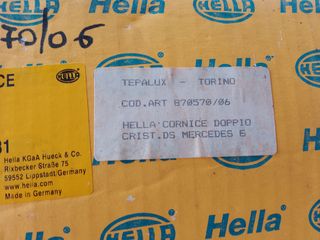 70/06
HELLA
CE
HELLA
TEPALUX - TORINO
COD.ART 870570/06
HELLA CORNICE DOPPIO
CRIST.DS MERCEDES E
31
Hella KGaA Hueck & Co.
Rixbecker Straße 75
59552 Lippstadt/Germany
www.hella.com
Made in Germany
HELLA
HELLA
HELLA
Hella
Hella